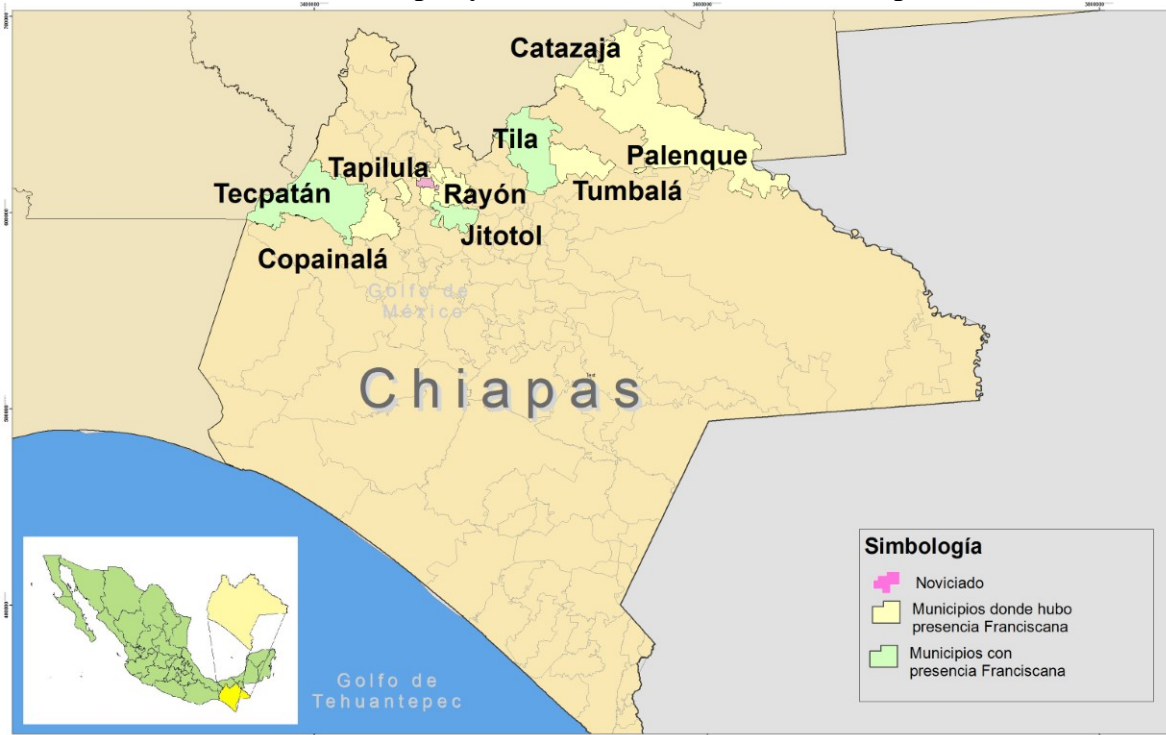 Catazaja
Tila
Tapilula
Palenque
Tecpatán
Rayón
Tumbalá
Jitotol
Copainalá
Golfo de
México
Chiapas
Simbología
Noviciado
Municipios donde hubo
presencia Franciscana
Municipios con
presencia Franciscana
Golfo de
Tehuantepec